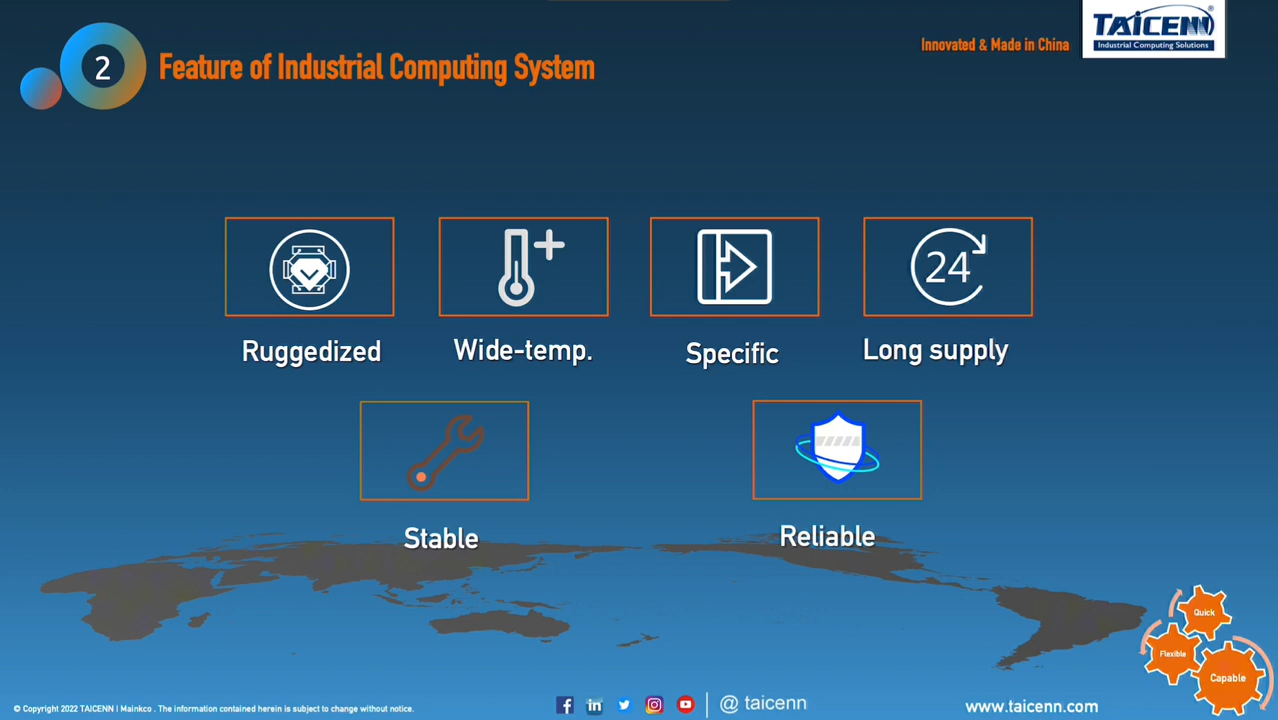 2
Feature of Industrial Computing System
Innovated & Made in China
TAICENN®
Industrial Computing Solutions
24
Ruggedized
Wide-temp.
Specific
Long supply
Stable
Reliable
Quick
Flexible
Capable
© Copyright 2022 TAICENN | Mainkco . The information contained herein is subject to change without notice.
@ taicenn
www.taicenn.com